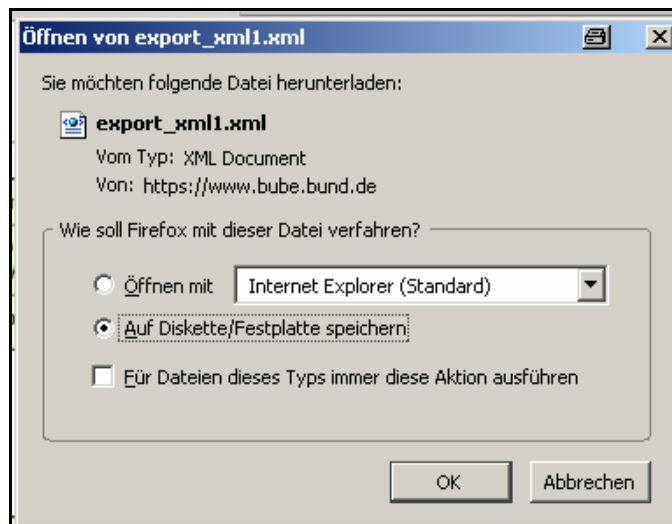 Öffnen von export_xml1.xml
Sie möchten folgende Datei herunterladen:
export_xml1.xml
Vom Typ: XML Document
Von: https://www.bube.bund.de
Wie soll Firefox mit dieser Datei verfahren?
Öffnen mit Internet Explorer (Standard)
Auf Diskette/Festplatte speichern
Für Dateien dieses Typs immer diese Aktion ausführen
OK Abbrechen